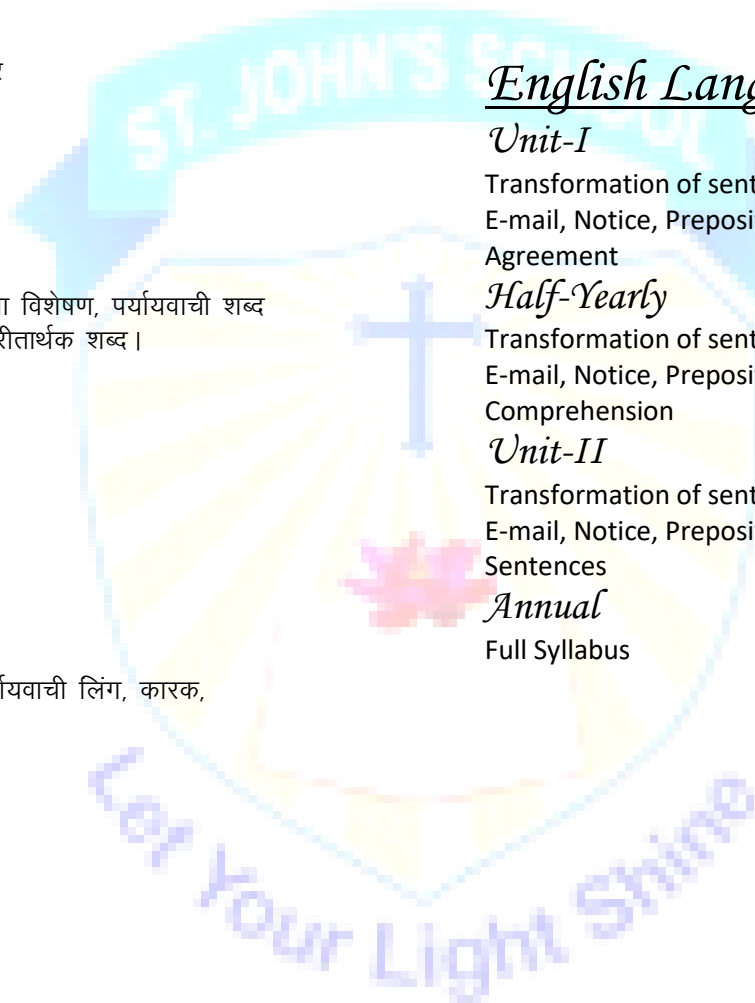 ST. JOHN'S SCHOOL
विशेषण, पर्यायवाची शब्द
शब्द।
लिंग, कारक,
English Lang
Unit-I
Transformation of sent
E-mail, Notice, Preposi
Agreement
Half-Yearly
Transformation of sent
E-mail, Notice, Preposi
Comprehension
Unit-II
Transformation of sent
E-mail, Notice, Preposi
Sentences
Annual
Full Syllabus
Let Your Light Shine